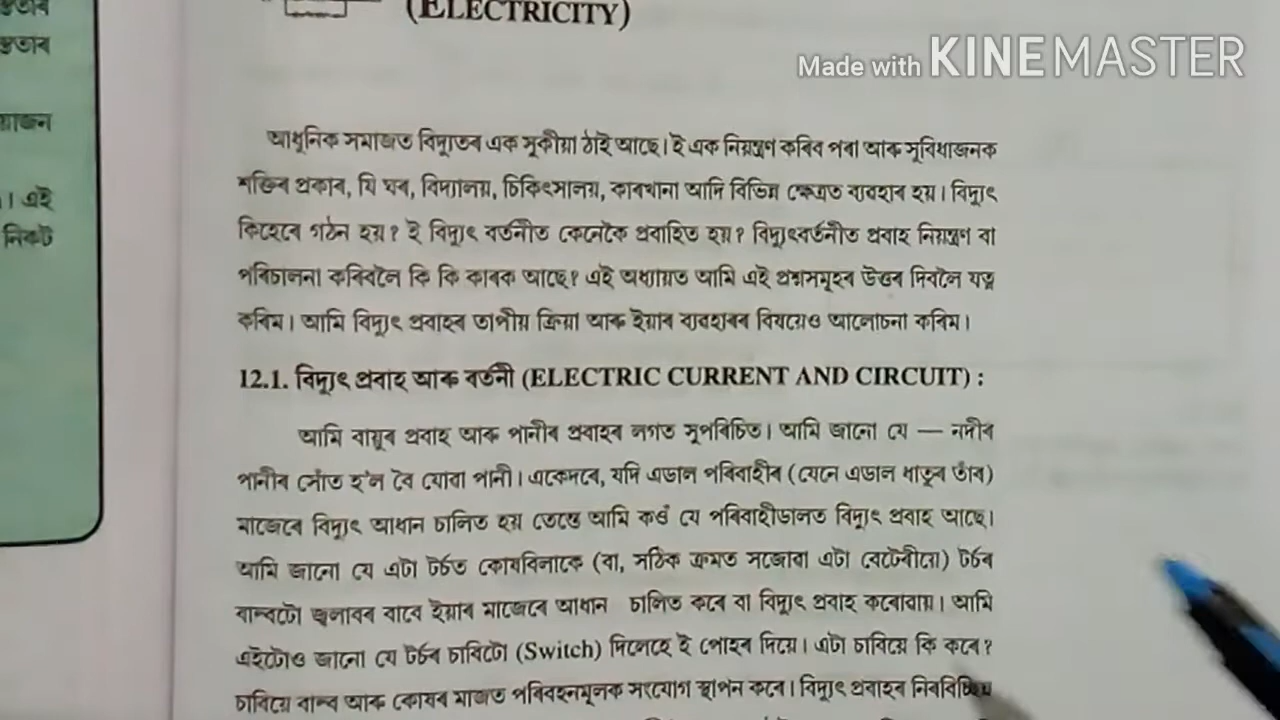 (ELECTRICITY)
Made with KINEMASTER
আধুনিক সমাজত বিদ্যুতৰ এক সুকীয়া ঠাই আছে। ই এক নিয়ন্ত্ৰণ কৰিব পৰা আৰু সুবিধাজনক
শক্তিৰ প্ৰকাৰ, যি ঘৰ, বিদ্যালয়, চিকিৎসালয়, কাৰখানা আদি বিভিন্ন ক্ষেত্ৰত ব্যৱহাৰ হয়। বিদ্যুৎ
কিহেৰে গঠন হয়? ই বিদ্যুৎ বৰ্তনীত কেনেকৈ প্ৰবাহিত হয়? বিদ্যুৎবৰ্তনীত প্ৰবাহ নিয়ন্ত্ৰণ বা
পৰিচালনা কৰিবলৈ কি কি কাৰক আছে? এই অধ্যায়ত আমি এই প্ৰশ্নসমূহৰ উত্তৰ দিবলৈ যত্ন
কৰিম। আমি বিদ্যুৎ প্ৰবাহৰ তাপীয় ক্ৰিয়া আৰু ইয়াৰ ব্যৱহাৰৰ বিষয়েও আলোচনা কৰিম।
12.1. বিদ্যুৎ প্ৰবাহ আৰু বৰ্তনী (ELECTRIC CURRENT AND CIRCUIT) :
আমি বায়ুৰ প্ৰবাহ আৰু পানীৰ প্ৰবাহৰ লগত সুপৰিচিত। আমি জানো যে — নদীৰ
পানীৰ সোঁত হ'ল বৈ যোৱা পানী। একেদৰে, যদি এডাল পৰিবাহীৰ (যেনে এডাল ধাতুৰ তাঁৰ)
মাজেৰে বিদ্যুৎ আধান চালিত হয় তেন্তে আমি কওঁ যে পৰিবাহীডালত বিদ্যুৎ প্ৰবাহ আছে।
আমি জানো যে এটা টৰ্চত কোষবিলাকে (বা, সঠিক ক্ৰমত সজোৱা এটা বেটেৰীয়ে) টৰ্চৰ
বাল্বটো জ্বলাবৰ বাবে ইয়াৰ মাজেৰে আধান চালিত কৰে বা বিদ্যুৎ প্ৰবাহ কৰোৱায়। আমি
এইটোও জানো যে টৰ্চৰ চাবিটো (Switch) দিলেহে ই পোহৰ দিয়ে। এটা চাবিয়ে কি কৰে?
চাবিয়ে বাল্ব আৰু কোষৰ মাজত পৰিবহনমূলক সংযোগ স্থাপন কৰে। বিদ্যুৎ প্ৰবাহৰ
এই
নিকট